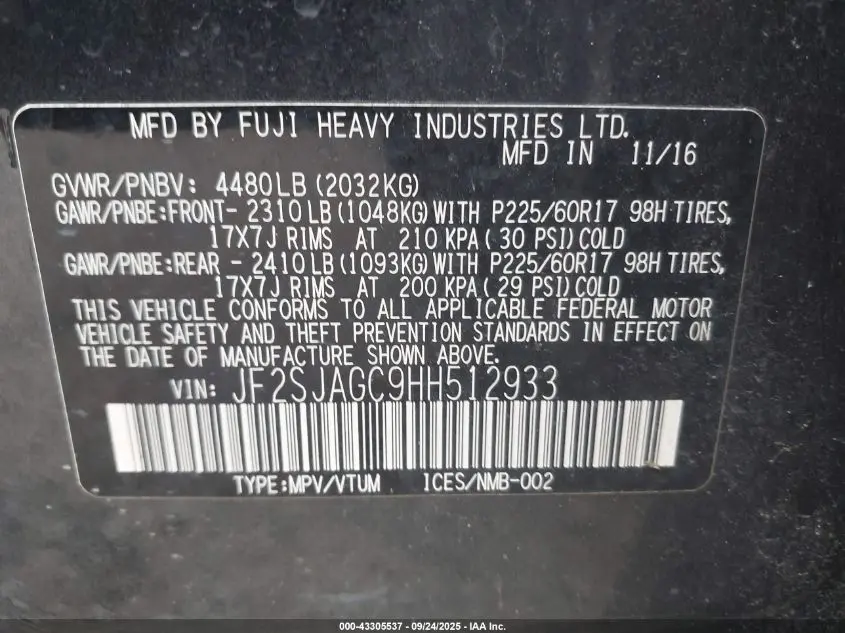 MFD BY FUJI HEAVY INDUSTRIES LTD.
MFD IN 11/16
GVWR/PNBV: 4480LB (2032KG)
GAWR/PNBE:FRONT- 2310LB(1048KG)WITH P225/60R17 98H TIRES,
17X7J RIMS AT 210 KPA( 30 PSI)COLD
GAWR/PNBE:REAR - 2410LB(1093KG)WITH P225/60R17 98H TIRES,
17X7J RIMS AT 200 KPA( 29 PSI)COLD
THIS VEHICLE CONFORMS TO ALL APPLICABLE FEDERAL MOTOR
VEHICLE SAFETY AND THEFT PREVENTION STANDARDS IN EFFECT ON
THE DATE OF MANUFACTURE SHOWN ABOVE.
VIN: JF2SJAGC9HH512933
TYPE:MPV/VTUM ICES/NMB-002
000-43305537 - 09/24/2025 - IAA Inc.